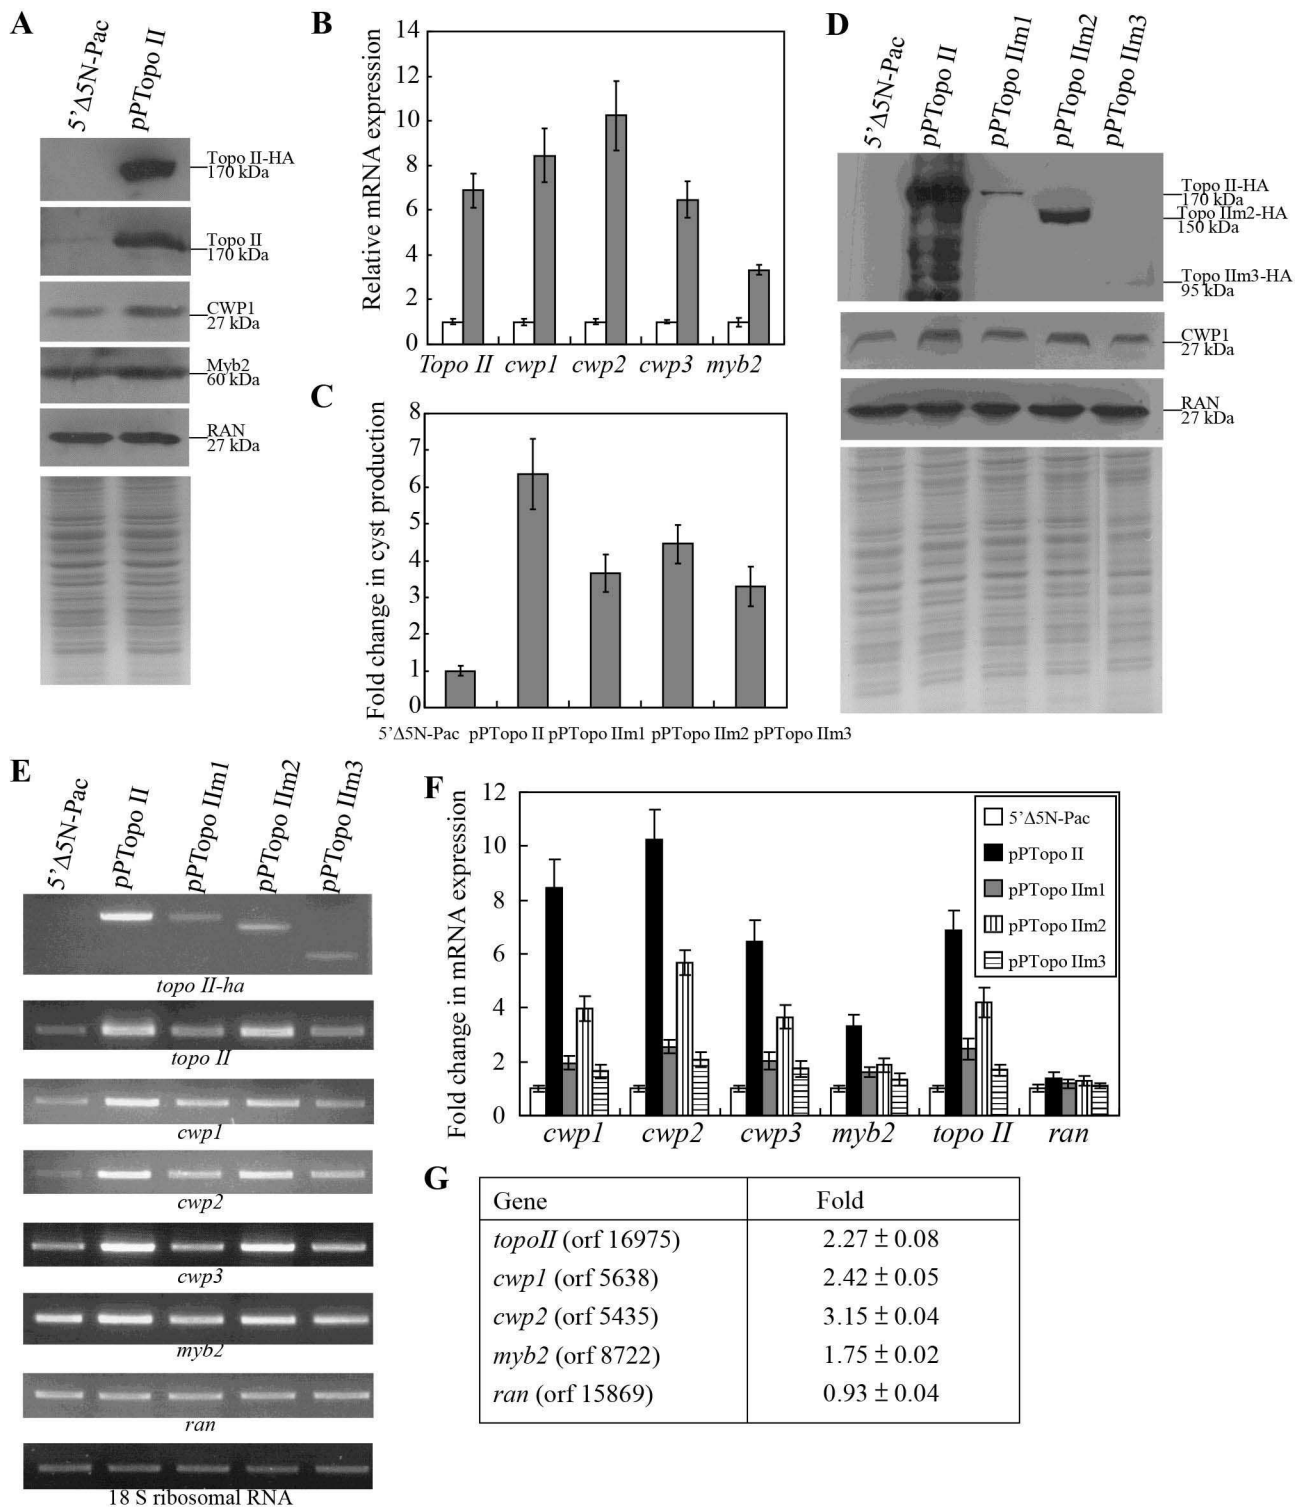 A
5’Δ5N-Pac
pPTopo II
Topo II-HA
170 kDa
Topo II
170 kDa
CWP1
27 kDa
Myb2
60 kDa
RAN
27 kDa
B
Relative mRNA expression
14
12
10
8
6
4
2
0
Topo II cwp1 cwp2 cwp3 myb2
C
Fold change in cyst production
8
7
6
5
4
3
2
1
0
5’Δ5N-Pac pPTopo II pPTopo IIm1 pPTopo IIm2 pPTopo IIm3
D
5’Δ5N-Pac
pPTopo II
pPTopo IIm1
pPTopo IIm2
pPTopo IIm3
Topo II-HA
170 kDa
Topo IIm2-HA
150 kDa
Topo IIm3-HA
95 kDa
CWP1
27 kDa
RAN
27 kDa
E
5’Δ5N-Pac
pPTopo II
pPTopo IIm1
pPTopo IIm2
pPTopo IIm3
topo II-ha
topo II
cwp1
cwp2
cwp3
myb2
ran
18 S ribosomal RNA
F
Fold change in mRNA expression
12
10
8
6
4
2
0
5’Δ5N-Pac
pPTopo II
pPTopo IIm1
pPTopo IIm2
pPTopo IIm3
cwp1 cwp2 cwp3 myb2 topo II ran
G
Gene Fold
topoII (orf 16975) 2.27 ± 0.08
cwp1 (orf 5638) 2.42 ± 0.05
cwp2 (orf 5435) 3.15 ± 0.04
myb2 (orf 8722) 1.75 ± 0.02
ran (orf 15869) 0.93 ± 0.04